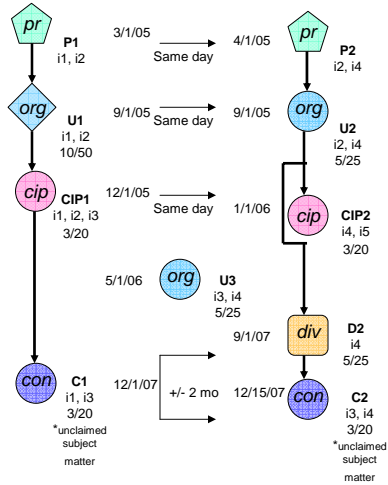 pr
3/1/05
4/1/05
pr
P1
i1, i2
Same day
P2
i2, i4
org
9/1/05
9/1/05
org
U1
i1, i2
10/50
Same day
U2
i2, i4
5/25
cip
12/1/05
1/1/06
cip
CIP1
i1, i2, i3
3/20
Same day
CIP2
i4, i5
3/20
5/1/06
org
U3
i3, i4
5/25
9/1/07
div
D2
i4
5/25
con
12/1/07
+/- 2 mo
12/15/07
con
C1
i1, i3
3/20
*unclaimed
subject
matter
C2
i3, i4
3/20
*unclaimed
subject
matter